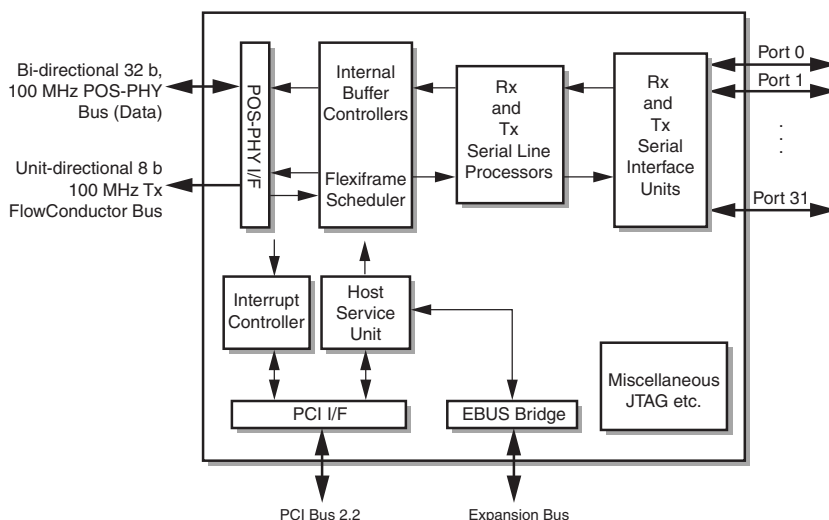 Bi-directional 32 b,
100 MHz POS-PHY
Bus (Data)
Unit-directional 8 b
100 MHz Tx
FlowConductor Bus
POS-PHY I/F
Internal
Buffer
Controllers
Flexiframe
Scheduler
Rx
and
Tx
Serial Line
Processors
Rx
and
Tx
Serial
Interface
Units
Port 0
Port 1
.
.
.
Port 31
Interrupt
Controller
Host
Service
Unit
PCI I/F
EBUS Bridge
Miscellaneous
JTAG etc.
PCI Bus 2.2
Expansion Bus